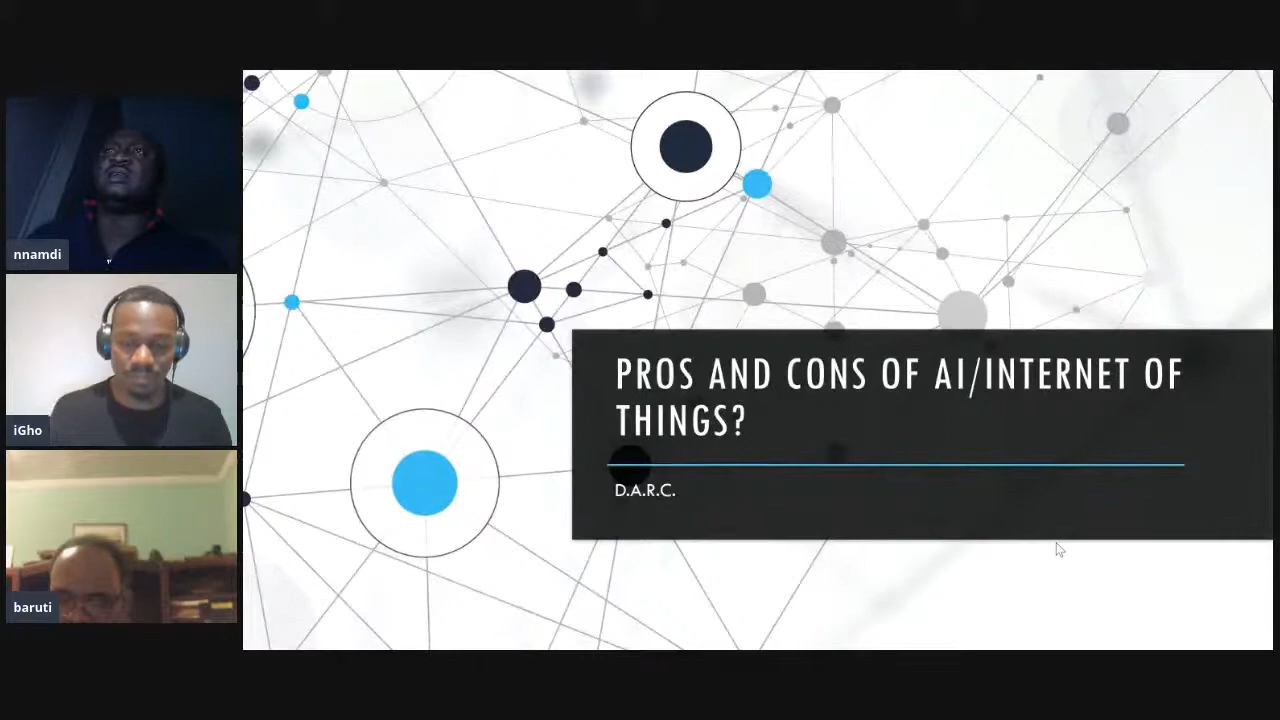 nnamdi
iGho
baruti
PROS AND CONS OF AI/INTERNET OF
THINGS?
D.A.R.C.